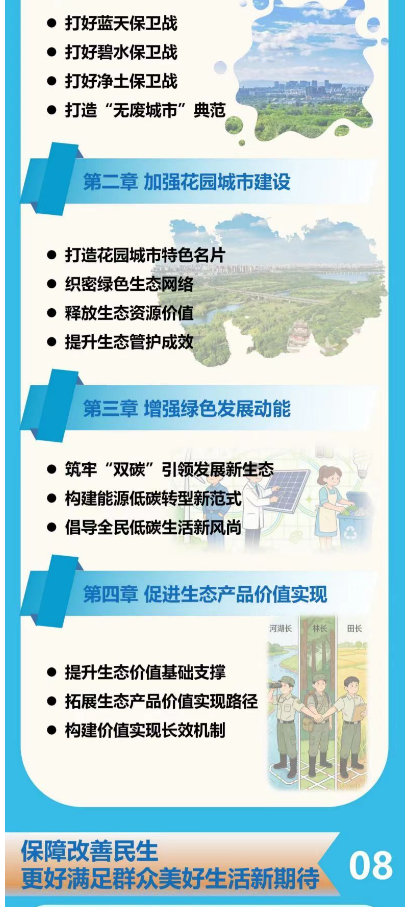 ● 打好蓝天保卫战
● 打好碧水保卫战
● 打好净土保卫战
● 打造“无废城市”典范
第二章 加强花园城市建设
● 打造花园城市特色名片
● 织密绿色生态网络
● 释放生态资源价值
● 提升生态管护成效
第三章 增强绿色发展动能
● 筑牢“双碳”引领发展新生态
● 构建能源低碳转型新范式
● 倡导全民低碳生活新风尚
第四章 促进生态产品价值实现
河湖长 林长 田长
● 提升生态价值基础支撑
● 拓展生态产品价值实现路径
● 构建价值实现长效机制
保障改善民生
更好满足群众美好生活新期待
08